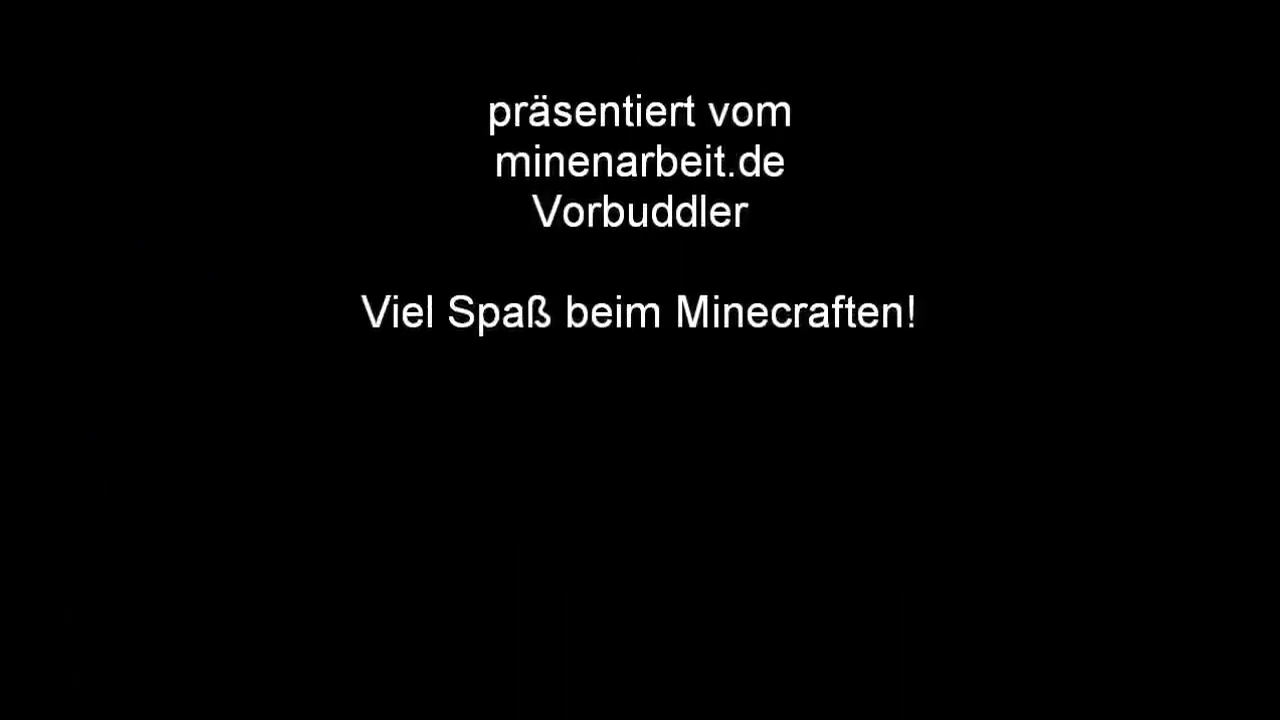 präsentiert vom
minenarbeit.de
Vorbuddler
Viel Spaß beim Minecraften!